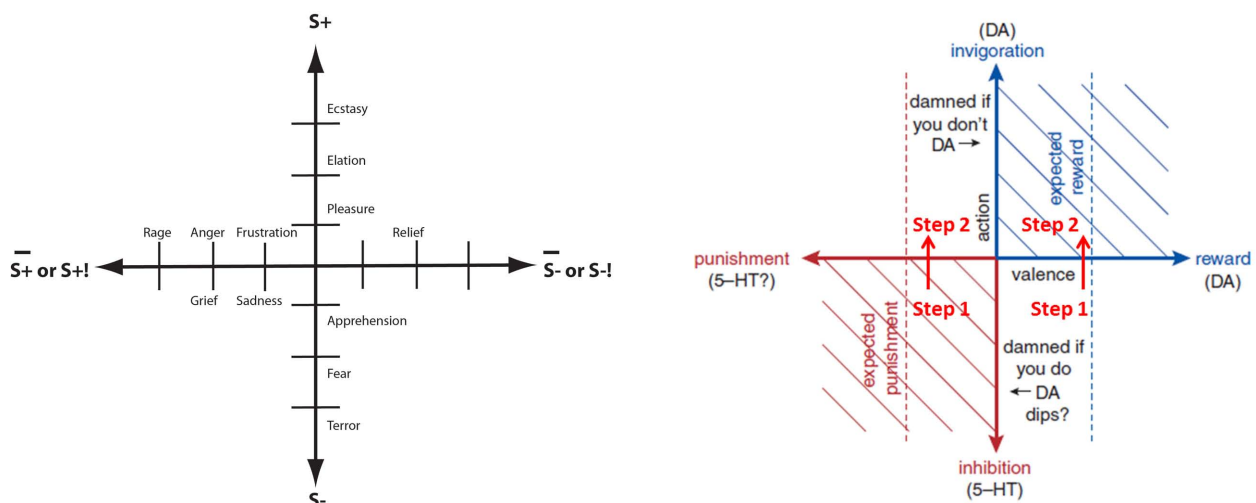 S+
Ecstasy
Elation
Pleasure
Rage Anger Frustration Relief
S+ or S+! S- or S-!
Grief Sadness
Apprehension
Fear
Terror
S-
(DA)
invigoration
damned if
you don't
DA →
expected
reward
action
Step 2 Step 2
punishment
(5–HT?)
valence
reward
(DA)
Step 1 Step 1
expected
punishment
damned if
you do
← DA
dips?
inhibition
(5–HT)